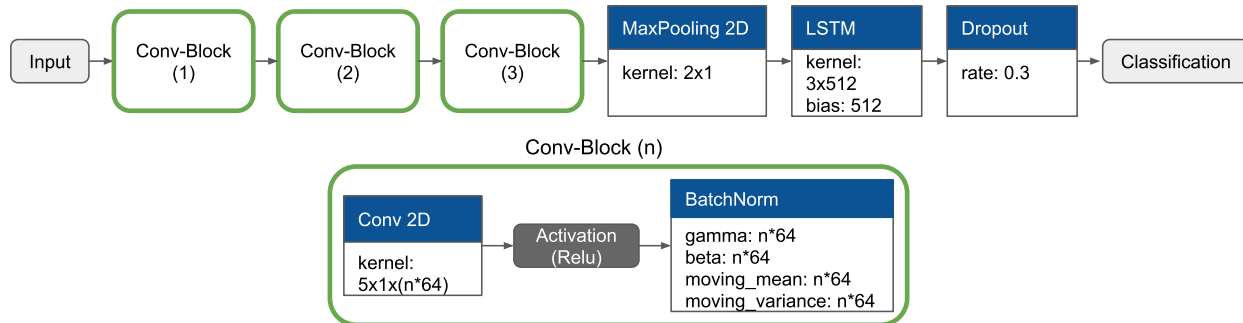 Input
Conv-Block
(1)
Conv-Block
(2)
Conv-Block
(3)
MaxPooling 2D
kernel: 2x1
LSTM
kernel:
3x512
bias: 512
Dropout
rate: 0.3
Classification
Conv-Block (n)
Conv 2D
kernel:
5x1x(n*64)
Activation
(Relu)
BatchNorm
gamma: n*64
beta: n*64
moving_mean: n*64
moving_variance: n*64